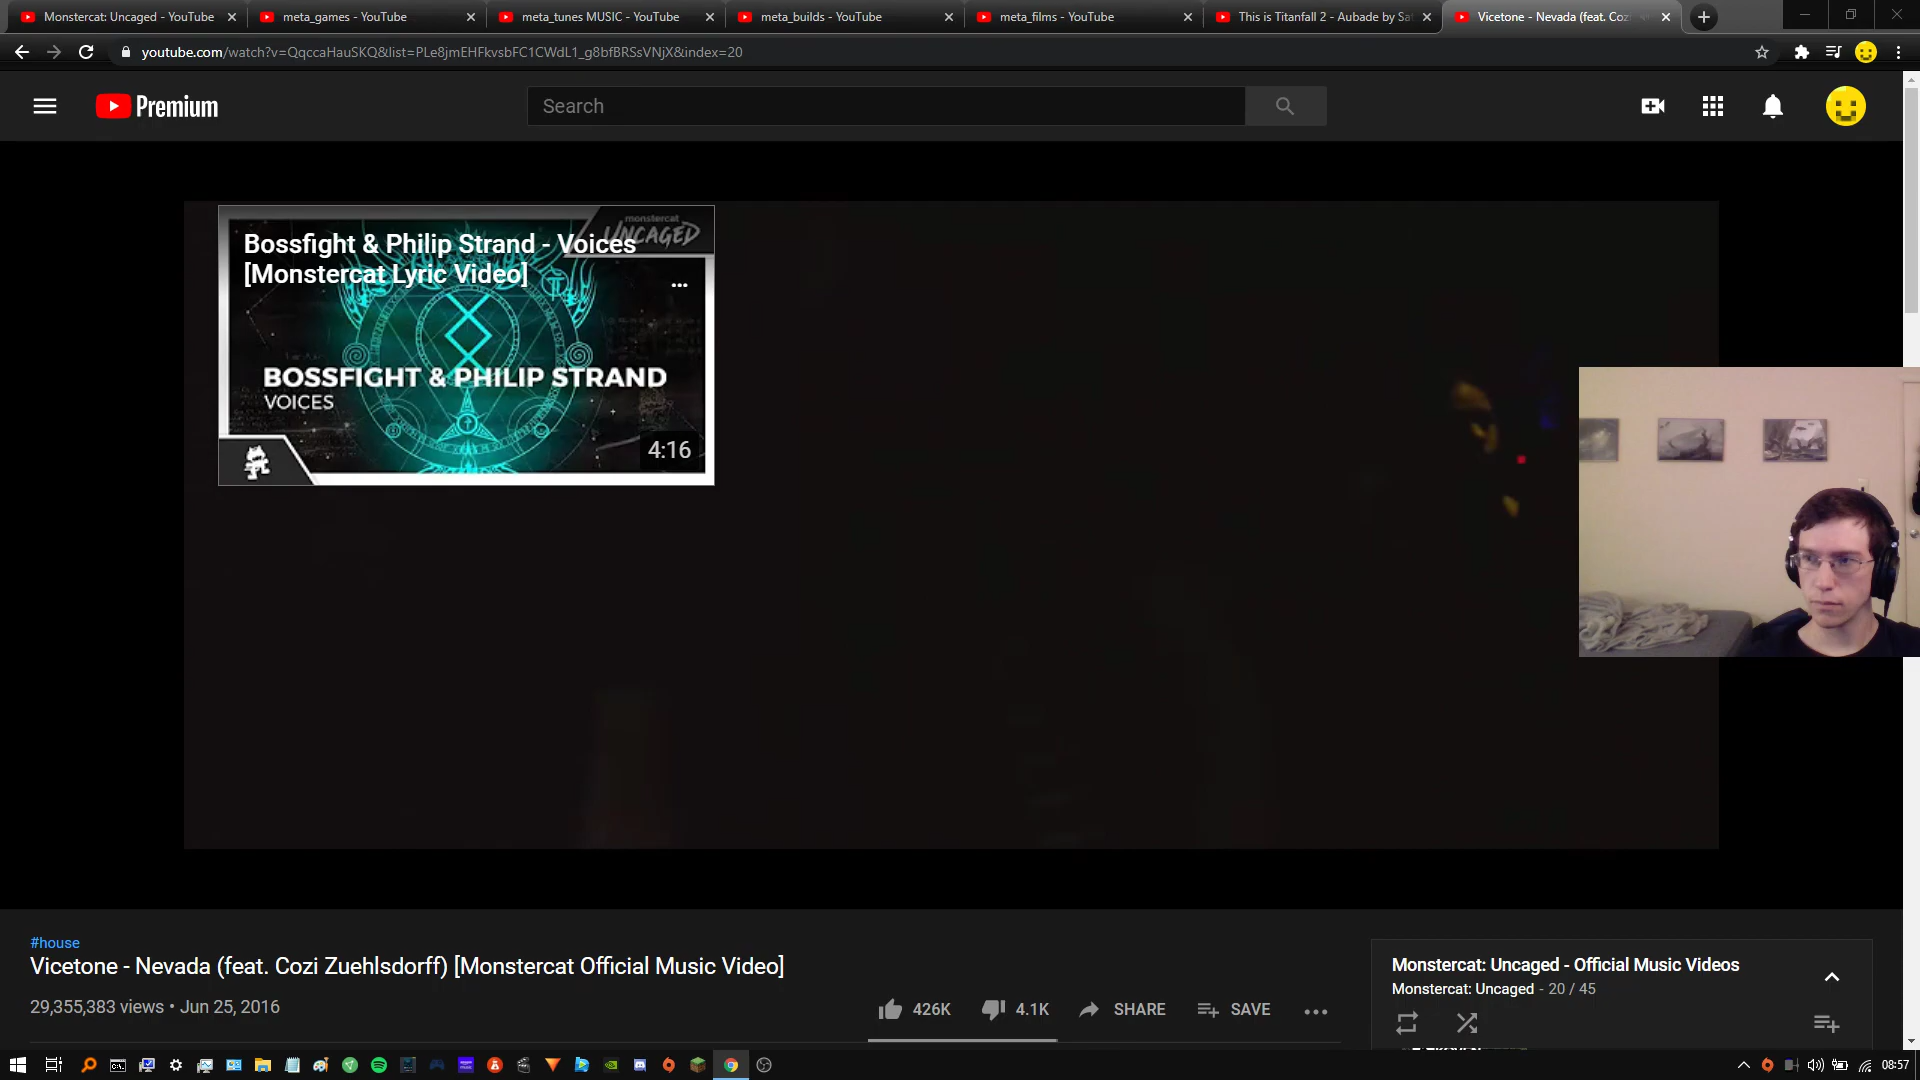 Monstercat: Uncaged - YouTube
meta_games - YouTube
meta_tunes MUSIC - YouTube
meta_builds - YouTube
meta_films - YouTube
This is Titanfall 2 - Aubade by Sa
Vicetone - Nevada (feat. Cozi
youtube.com/watch?v=QqccaHauSKQ&list=PLe8jmEHFkvsbFC1CWdL1_g8bfBRSsVNjX&index=20
Premium
Search
monstercat
UNCAGED
Bossfight & Philip Strand - Voices
[Monstercat Lyric Video]
BOSSFIGHT & PHILIP STRAND
VOICES
4:16
#house
Vicetone - Nevada (feat. Cozi Zuehlsdorff) [Monstercat Official Music Video]
29,355,383 views • Jun 25, 2016
426K
4.1K
SHARE
SAVE
Monstercat: Uncaged - Official Music Videos
Monstercat: Uncaged - 20 / 45
08:57